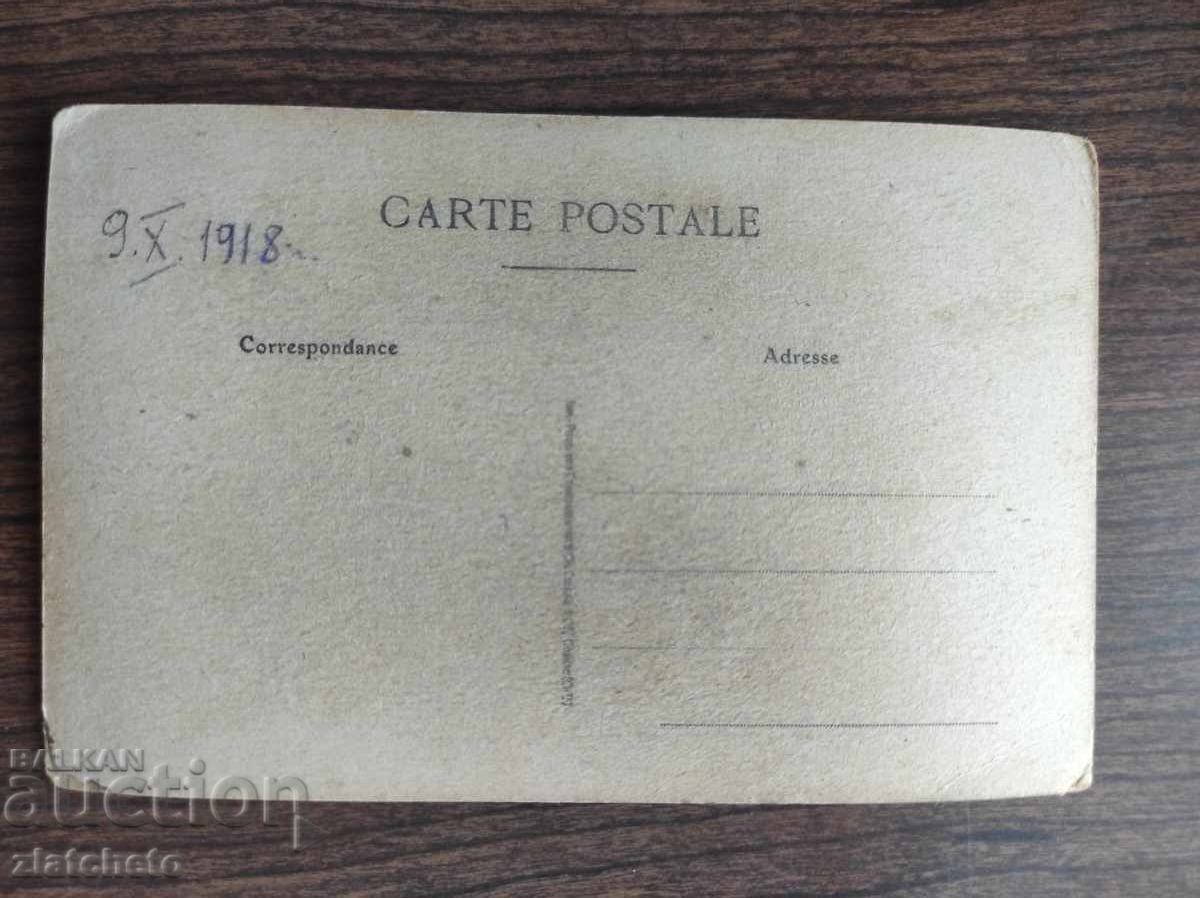 CARTE POSTALE
9.X.1918
Correspondance
Adresse
BALKAN
auction
zlatcheto